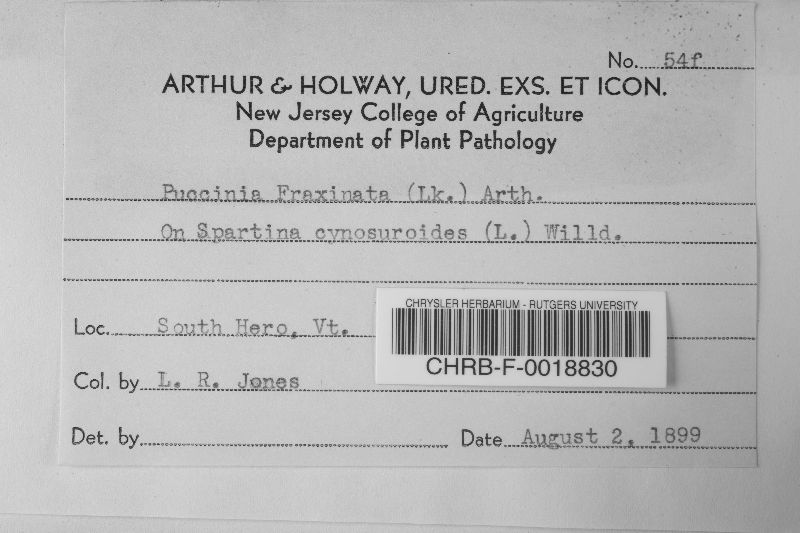 No. 54f
ARTHUR & HOLWAY, URED. EXS. ET ICON.
New Jersey College of Agriculture
Department of Plant Pathology
Puccinia Fraxinata (Lk.) Arth.
On Spartina cynosuroides (L.) Willd.
CHRYSLER HERBARIUM - RUTGERS UNIVERSITY
Loc. South Hero, Vt.
CHRB-F-0018830
Col. by L. R. Jones
Det. by Date August 2, 1899